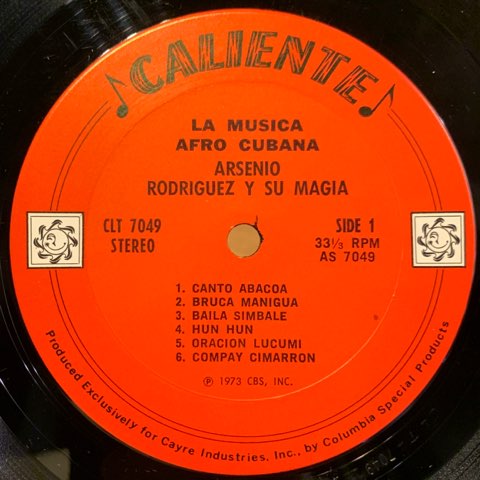 CALIENTE
LA MUSICA
AFRO CUBANA
ARSENIO
RODRIGUEZ Y SU MAGIA
CLT 7049
STEREO
SIDE 1
33⅓ RPM
AS 7049
1. CANTO ABACOA
2. BRUCA MANIGUA
3. BAILA SIMBALE
4. HUN HUN
5. ORACION LUCUMI
6. COMPAY CIMARRON
℗ 1973 CBS, INC.
Produced Exclusively for Cayre Industries, Inc., by Columbia Special Products